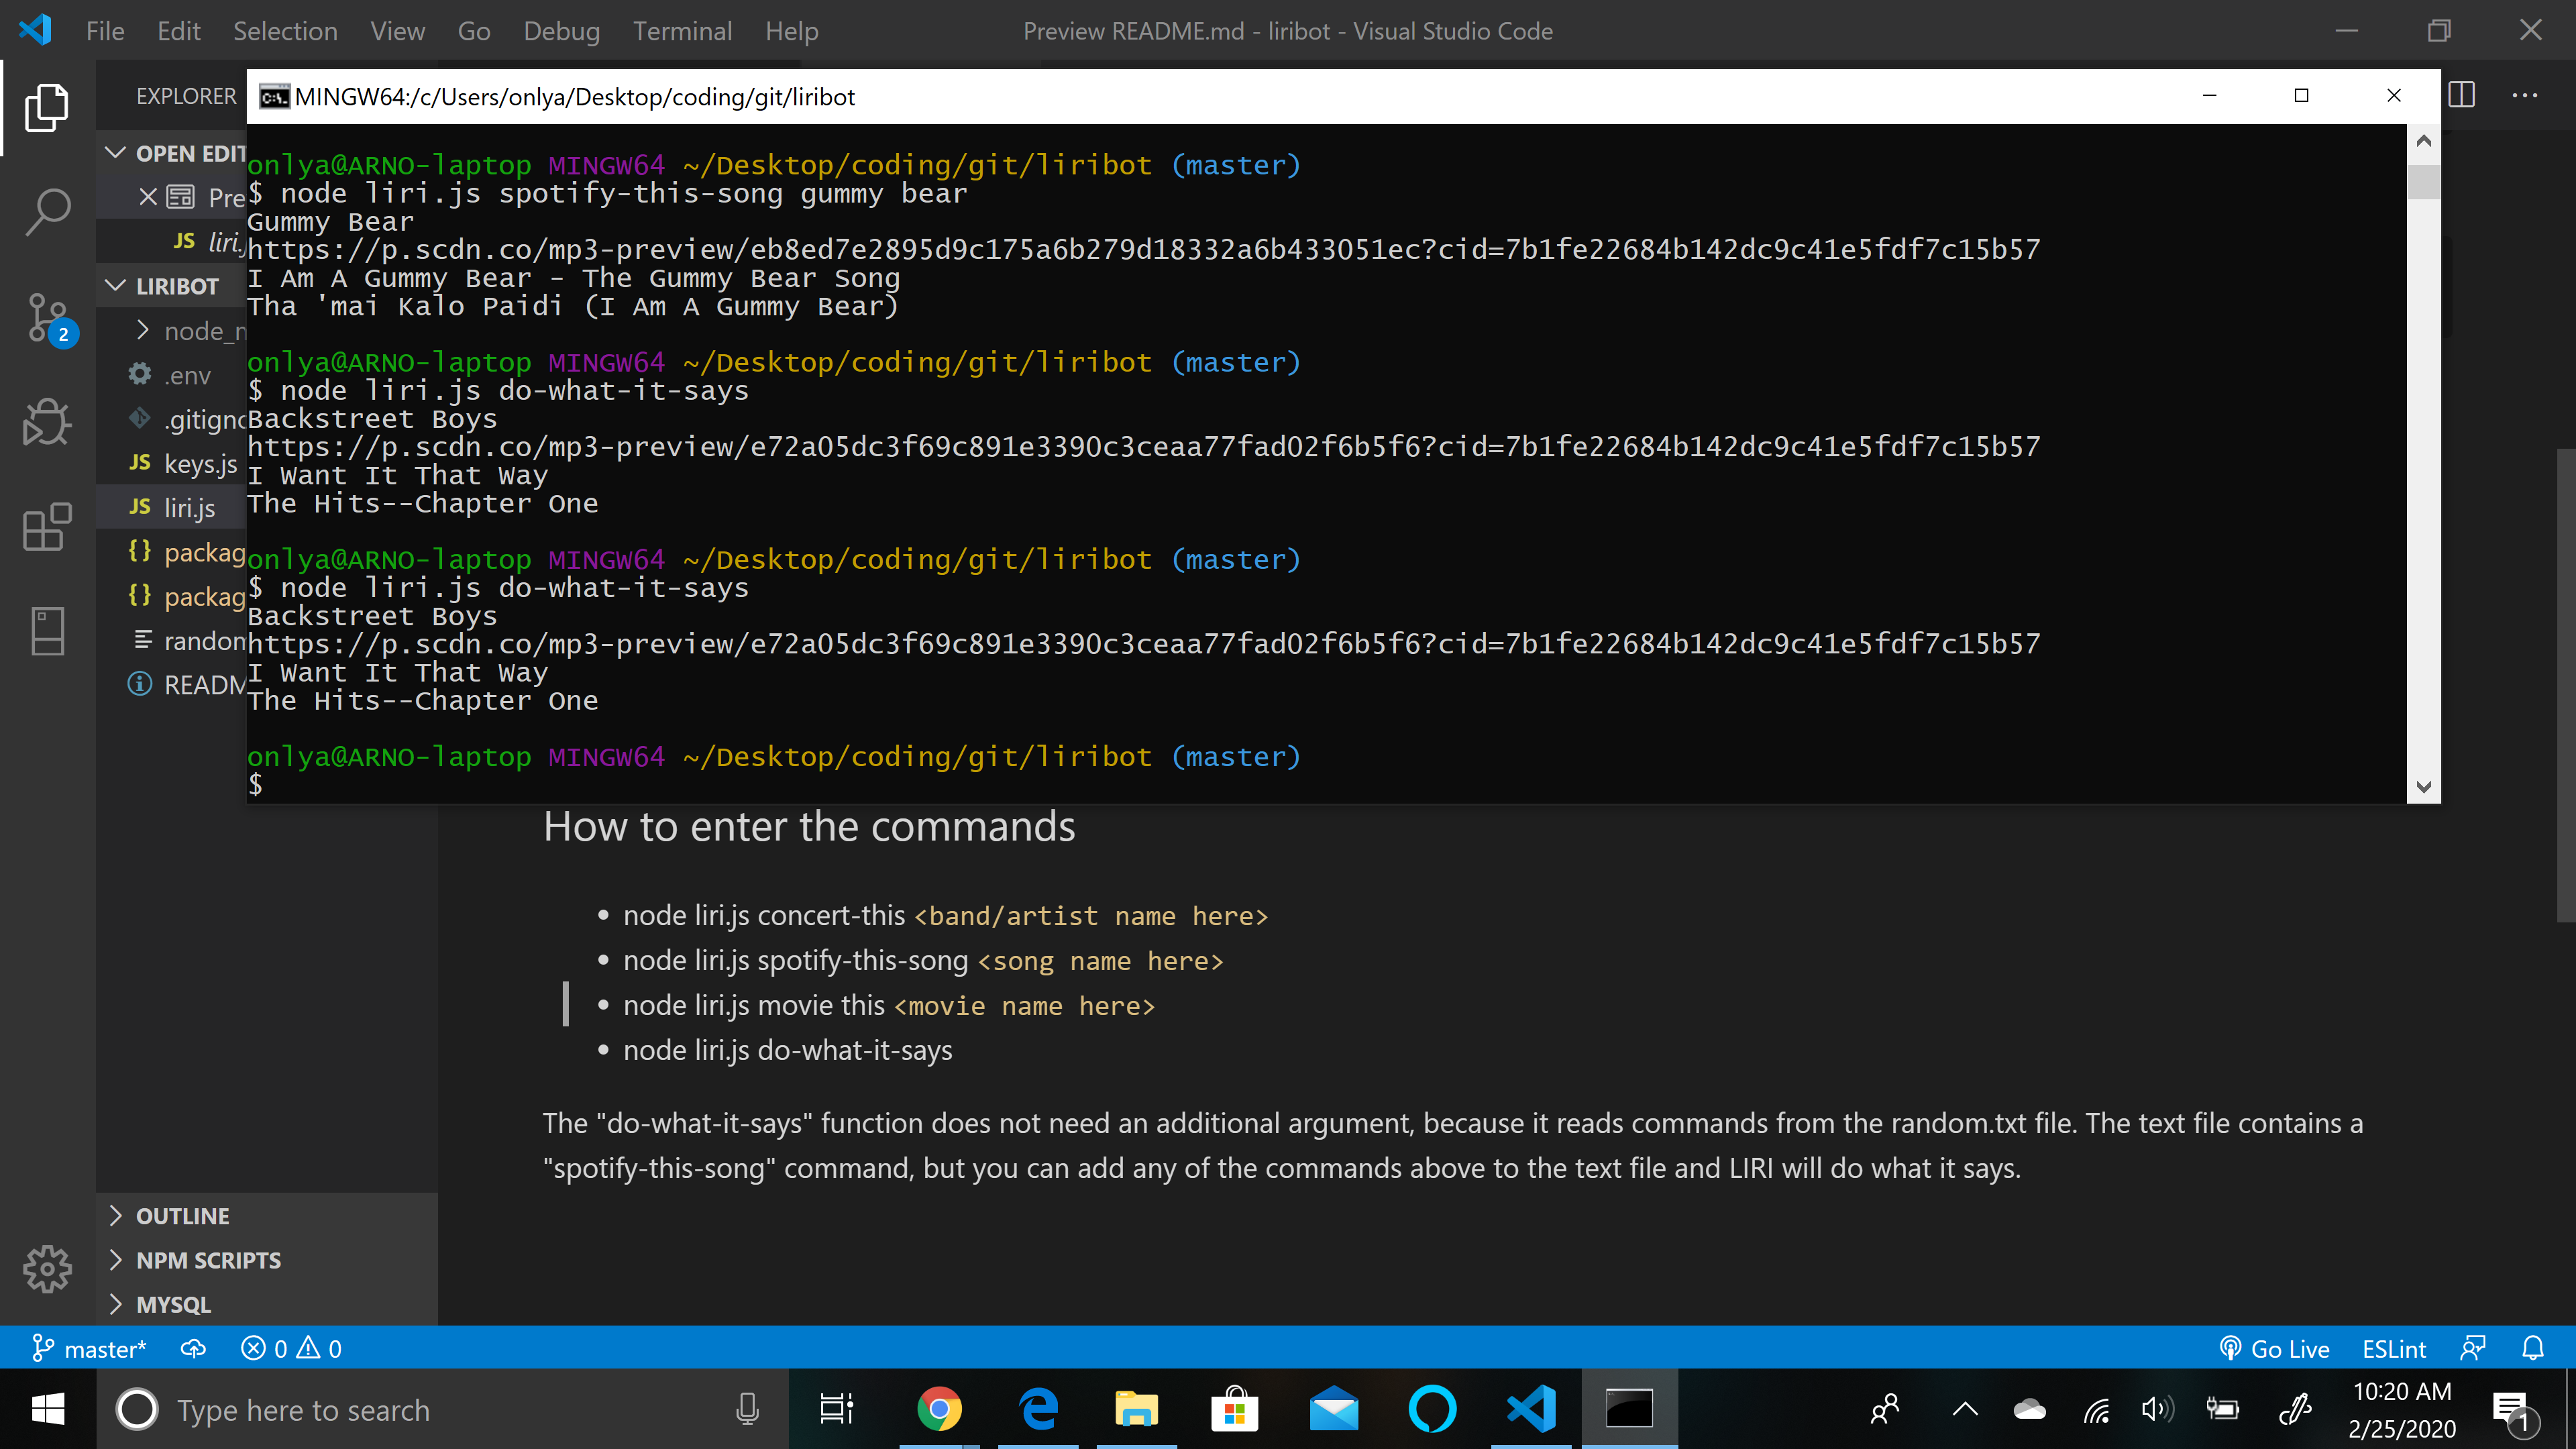 File Edit Selection View Go Debug Terminal Help
Preview README.md - liribot - Visual Studio Code
EXPLORER
OPEN EDIT
Pre
JS liri.j
LIRIBOT
node_m
.env
.gitigno
JS keys.js
JS liri.js
{} packag
{} packag
random
READM
2
MINGW64:/c/Users/onlya/Desktop/coding/git/liribot
onlya@ARNO-laptop MINGW64 ~/Desktop/coding/git/liribot (master)
$ node liri.js spotify-this-song gummy bear
Gummy Bear
https://p.scdn.co/mp3-preview/eb8ed7e2895d9c175a6b279d18332a6b433051ec?cid=7b1fe22684b142dc9c41e5fdf7c15b57
I Am A Gummy Bear - The Gummy Bear Song
Tha 'mai Kalo Paidi (I Am A Gummy Bear)
onlya@ARNO-laptop MINGW64 ~/Desktop/coding/git/liribot (master)
$ node liri.js do-what-it-says
Backstreet Boys
https://p.scdn.co/mp3-preview/e72a05dc3f69c891e3390c3ceaa77fad02f6b5f6?cid=7b1fe22684b142dc9c41e5fdf7c15b57
I Want It That Way
The Hits--Chapter One
onlya@ARNO-laptop MINGW64 ~/Desktop/coding/git/liribot (master)
$ node liri.js do-what-it-says
Backstreet Boys
https://p.scdn.co/mp3-preview/e72a05dc3f69c891e3390c3ceaa77fad02f6b5f6?cid=7b1fe22684b142dc9c41e5fdf7c15b57
I Want It That Way
The Hits--Chapter One
onlya@ARNO-laptop MINGW64 ~/Desktop/coding/git/liribot (master)
$
How to enter the commands
• node liri.js concert-this <band/artist name here>
• node liri.js spotify-this-song <song name here>
• node liri.js movie this <movie name here>
• node liri.js do-what-it-says
The "do-what-it-says" function does not need an additional argument, because it reads commands from the random.txt file. The text file contains a
"spotify-this-song" command, but you can add any of the commands above to the text file and LIRI will do what it says.
OUTLINE
NPM SCRIPTS
MYSQL
master* 0 0
Go Live ESLint
Type here to search
10:20 AM
2/25/2020
1